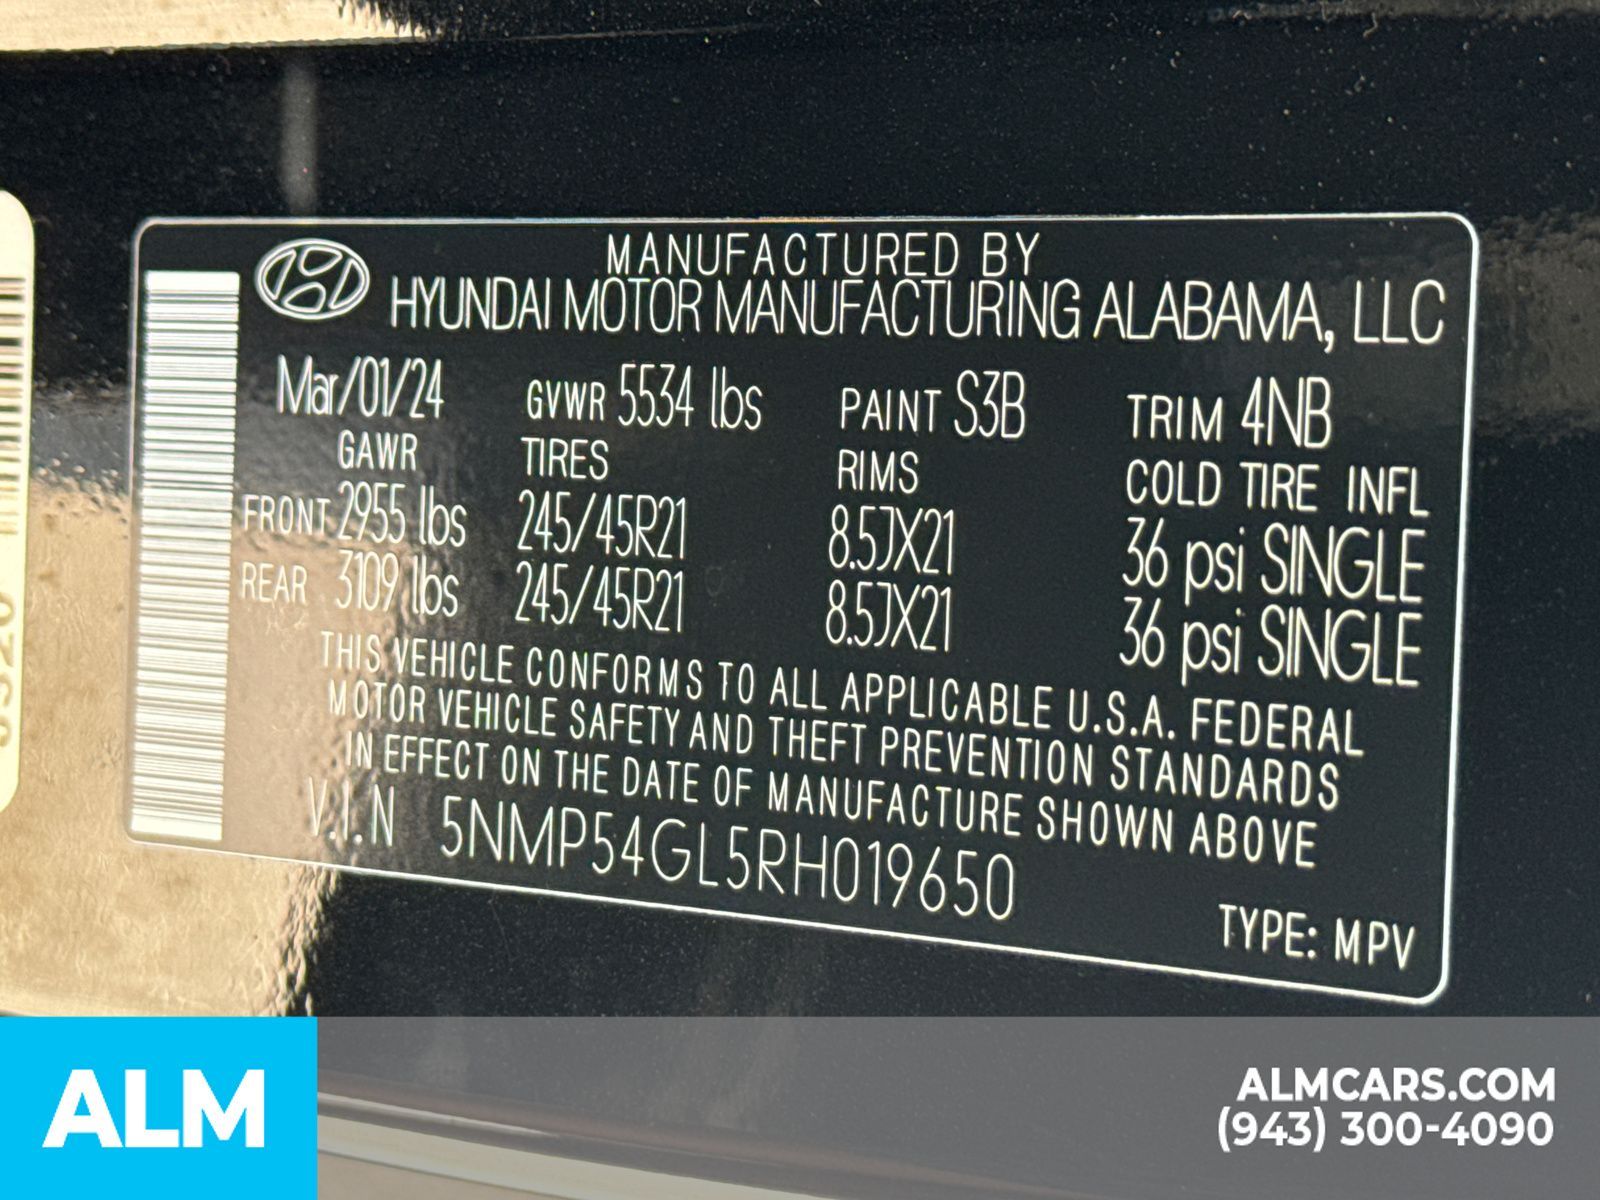 MANUFACTURED BY
HYUNDAI MOTOR MANUFACTURING ALABAMA, LLC
Mar/01/24 GVWR 5534 lbs PAINT S3B TRIM 4NB
GAWR TIRES RIMS COLD TIRE INFL
FRONT 2955 lbs 245/45R21 8.5JX21 36 psi SINGLE
REAR 3109 lbs 245/45R21 8.5JX21 36 psi SINGLE
THIS VEHICLE CONFORMS TO ALL APPLICABLE U.S.A. FEDERAL
MOTOR VEHICLE SAFETY AND THEFT PREVENTION STANDARDS
IN EFFECT ON THE DATE OF MANUFACTURE SHOWN ABOVE
V.I.N 5NMP54GL5RH019650
TYPE: MPV
ALM
ALMCARS.COM
(943) 300-4090